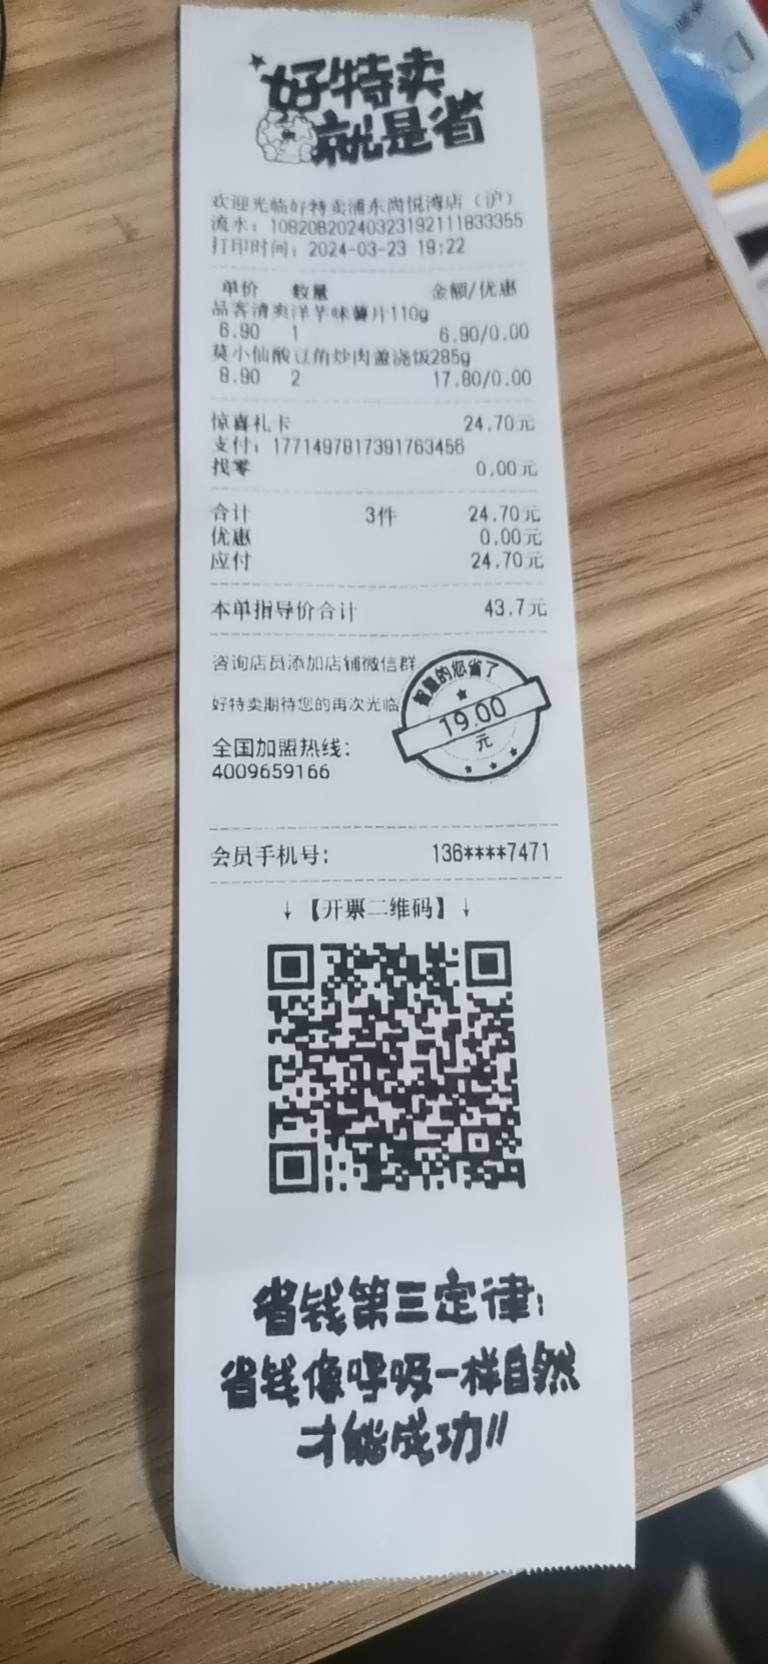 好特卖
就是省
欢迎光临好特卖浦东尚悦湾店（沪）
流水：10820820240323192111833355
打印时间：2024-03-23 19:22
单价 数量 金额/优惠
品客清爽洋芋味薯片110g
6.90 1 6.90/0.00
莫小仙酸豆角炒肉盖浇饭285g
8.90 2 17.80/0.00
惊喜礼卡 24.70元
支付：1771497817391763456
找零 0.00元
合计 3件 24.70元
优惠 0.00元
应付 24.70元
本单指导价合计 43.7元
咨询店员添加店铺微信群
好特卖期待您的再次光临
智慧的您省了
19.00
元
全国加盟热线：
4009659166
会员手机号： 136****7471
↓【开票二维码】↓
省钱第三定律：
省钱像呼吸一样自然
才能成功!!